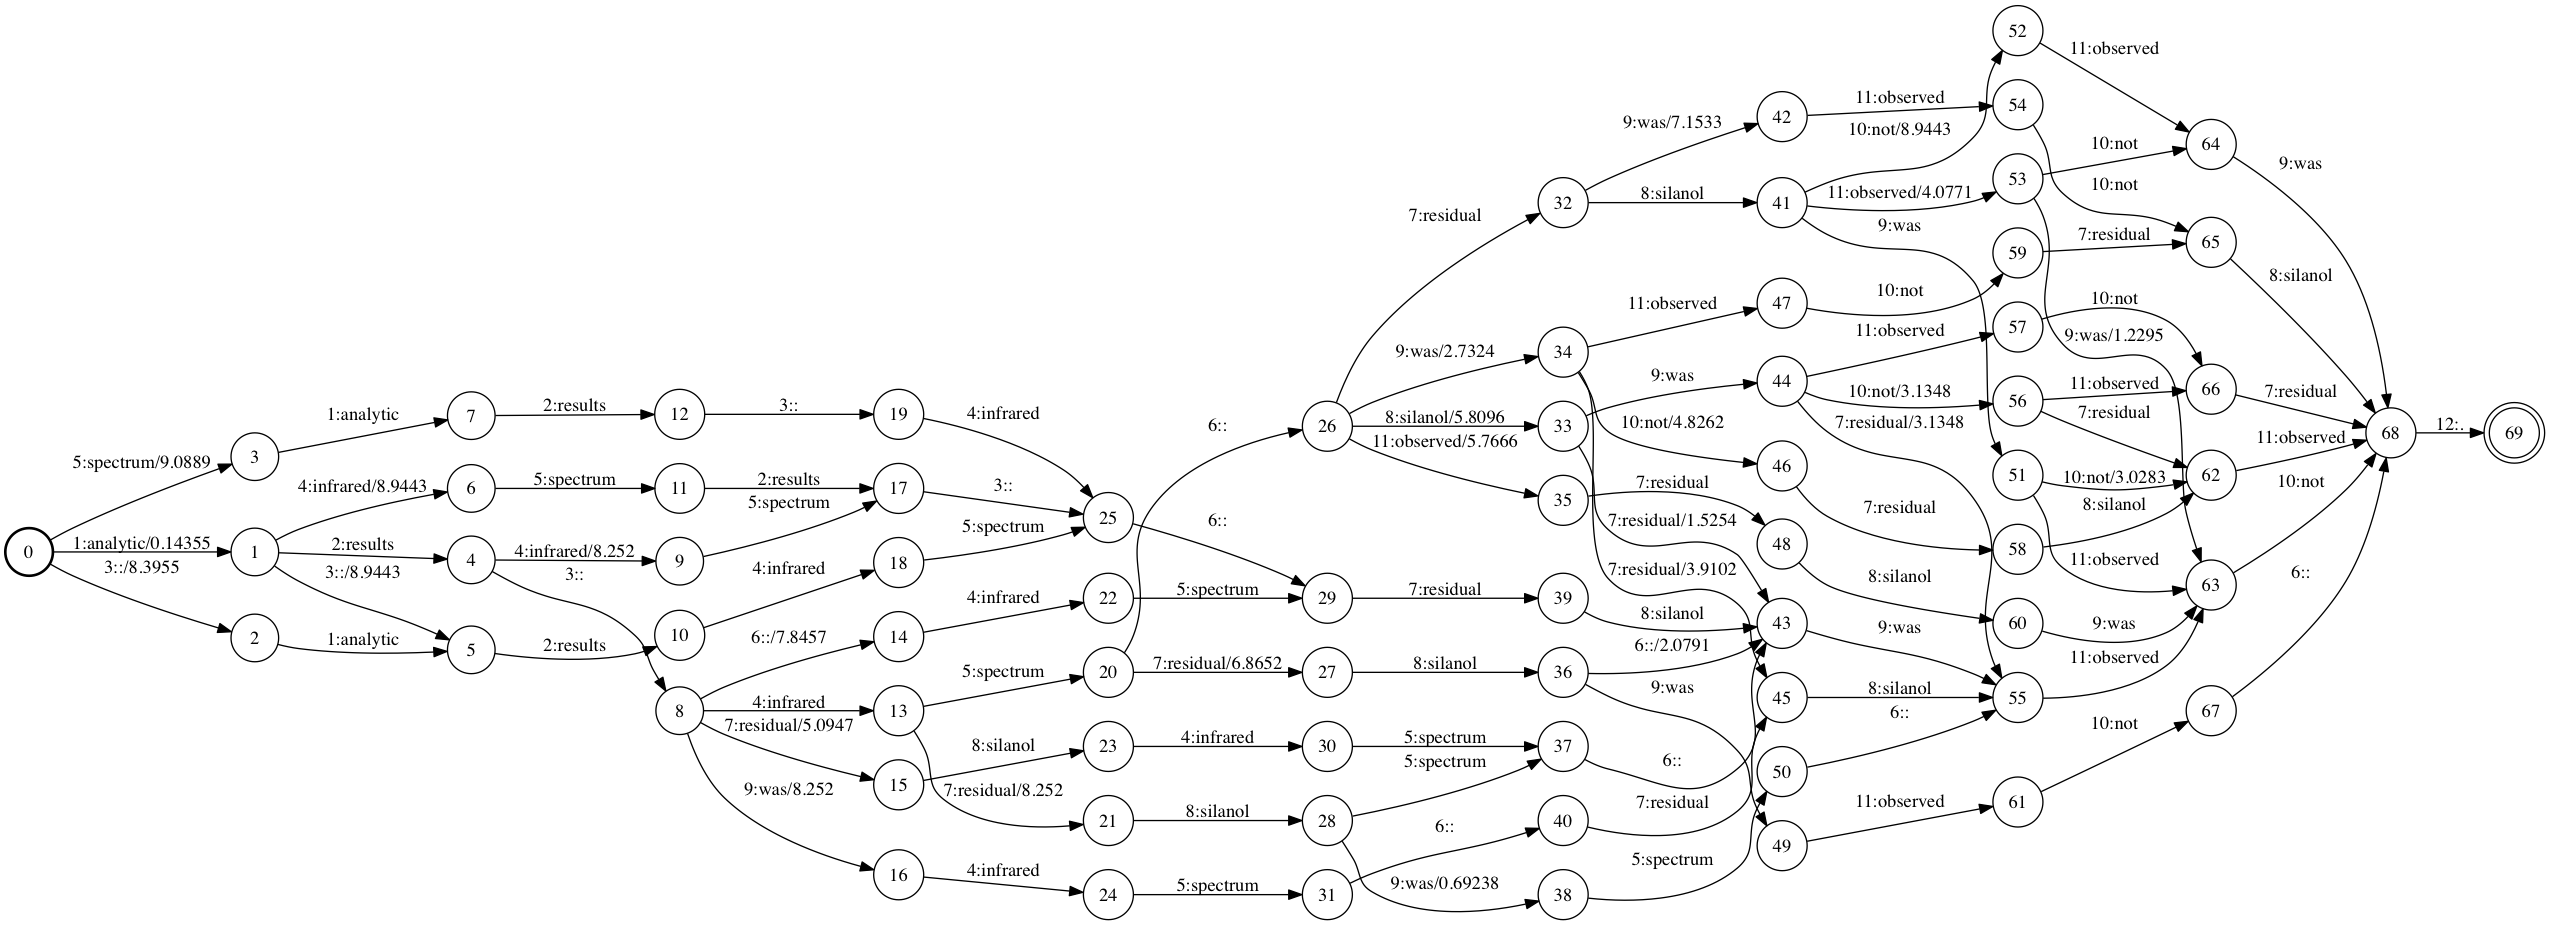 52
11:observed
42
11:observed
54
9:was/7.1533
10:not/8.9443
10:not
64
9:was
53
10:not
32
8:silanol
41
11:observed/4.0771
7:residual
9:was
7:residual
65
59
8:silanol
11:observed
47
10:not
10:not
57
11:observed
9:was/1.2295
9:was/2.7324
34
9:was
44
10:not/3.1348
56
11:observed
66
7:residual
7:residual
7:residual/3.1348
1:analytic
7
2:results
12
3::
19
4:infrared
6::
26
8:silanol/5.8096
33
10:not/4.8262
11:observed
68
12:.
69
11:observed/5.7666
5:spectrum/9.0889
3
46
51
10:not/3.0283
62
10:not
4:infrared/8.9443
6
5:spectrum
11
2:results
17
3::
35
7:residual
8:silanol
5:spectrum
25
6::
7:residual/1.5254
7:residual
5:spectrum
0
1:analytic/0.14355
1
2:results
4
4:infrared/8.252
9
48
58
11:observed
3::/8.3955
3::/8.9443
3::
4:infrared
18
7:residual/3.9102
8:silanol
63
6::
4:infrared
22
5:spectrum
29
7:residual
39
8:silanol
43
9:was
60
9:was
2
1:analytic
5
2:results
10
6::/7.8457
14
6::/2.0791
11:observed
5:spectrum
20
7:residual/6.8652
27
8:silanol
36
9:was
45
8:silanol
55
8
4:infrared
13
6::
67
7:residual/5.0947
10:not
8:silanol
23
4:infrared
30
5:spectrum
37
6::
50
5:spectrum
15
9:was/8.252
7:residual/8.252
7:residual
11:observed
61
21
8:silanol
28
6::
40
49
5:spectrum
16
4:infrared
24
5:spectrum
31
9:was/0.69238
38